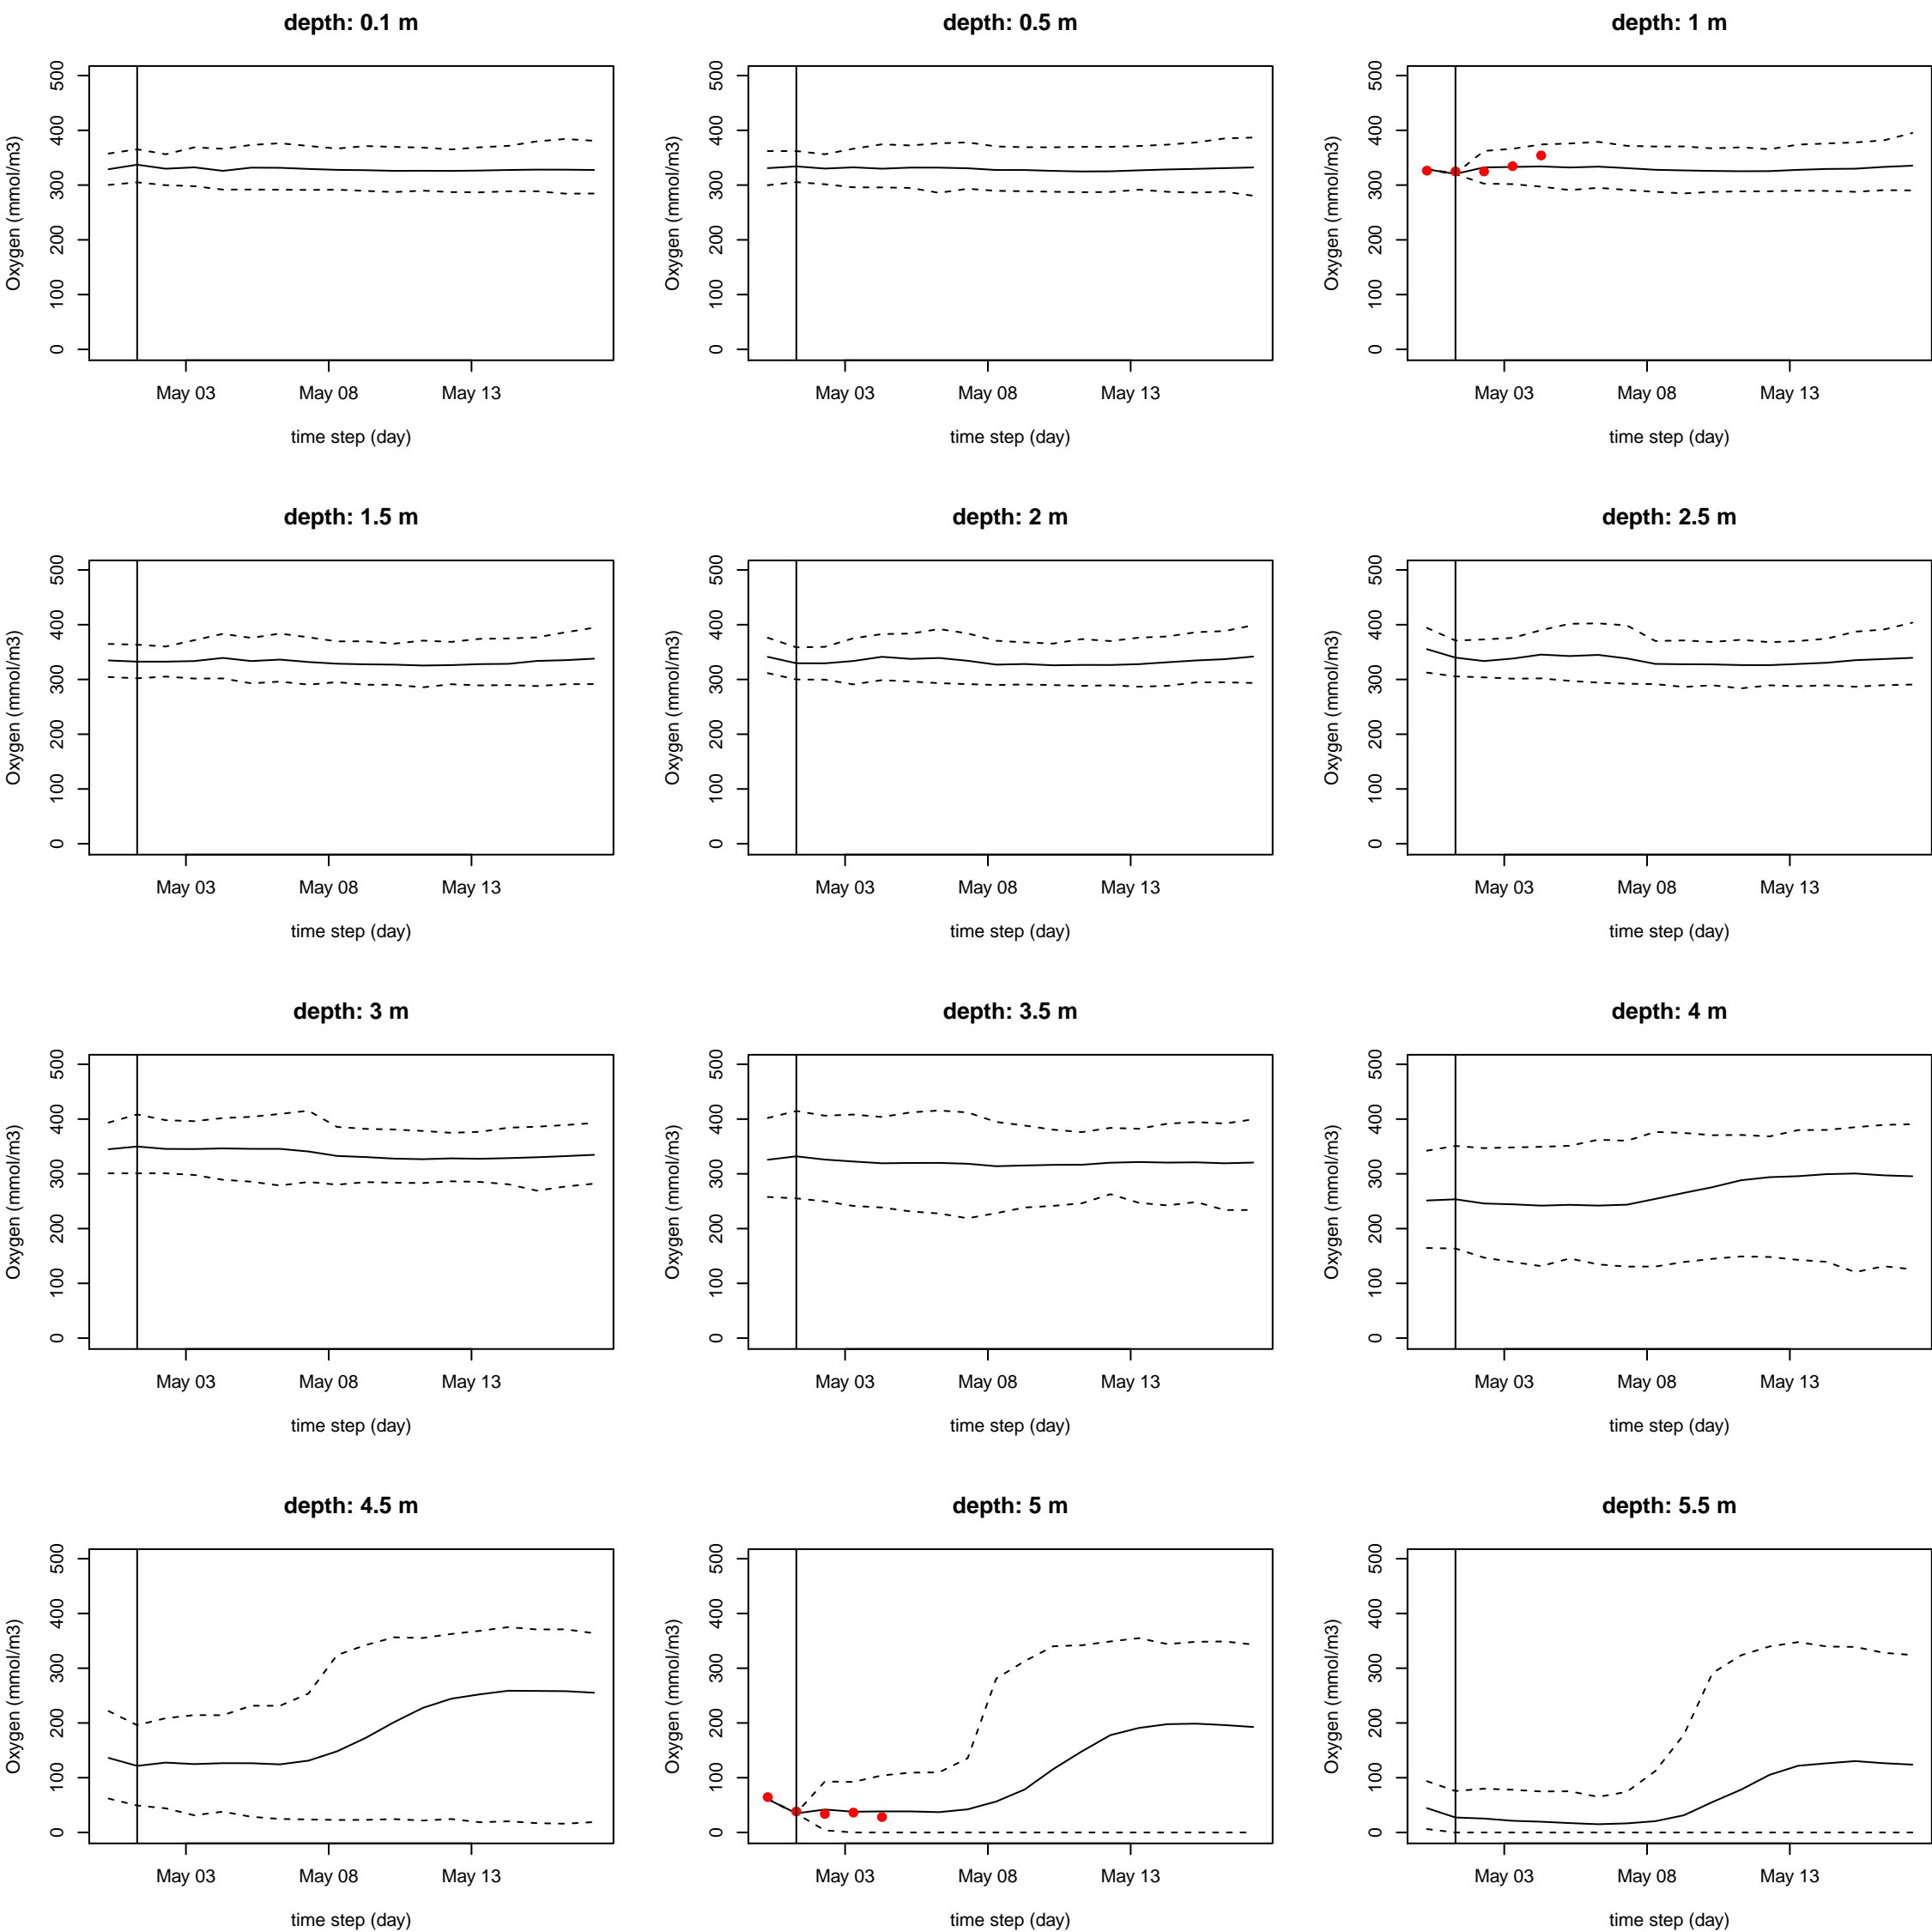 depth: 0.1 m
Oxygen (mmol/m3)
500
400
300
200
100
0
May 03 May 08 May 13
time step (day)
depth: 0.5 m
Oxygen (mmol/m3)
500
400
300
200
100
0
May 03 May 08 May 13
time step (day)
depth: 1 m
Oxygen (mmol/m3)
500
400
300
200
100
0
May 03 May 08 May 13
time step (day)
depth: 1.5 m
Oxygen (mmol/m3)
500
400
300
200
100
0
May 03 May 08 May 13
time step (day)
depth: 2 m
Oxygen (mmol/m3)
500
400
300
200
100
0
May 03 May 08 May 13
time step (day)
depth: 2.5 m
Oxygen (mmol/m3)
500
400
300
200
100
0
May 03 May 08 May 13
time step (day)
depth: 3 m
Oxygen (mmol/m3)
500
400
300
200
100
0
May 03 May 08 May 13
time step (day)
depth: 3.5 m
Oxygen (mmol/m3)
500
400
300
200
100
0
May 03 May 08 May 13
time step (day)
depth: 4 m
Oxygen (mmol/m3)
500
400
300
200
100
0
May 03 May 08 May 13
time step (day)
depth: 4.5 m
Oxygen (mmol/m3)
500
400
300
200
100
0
May 03 May 08 May 13
time step (day)
depth: 5 m
Oxygen (mmol/m3)
500
400
300
200
100
0
May 03 May 08 May 13
time step (day)
depth: 5.5 m
Oxygen (mmol/m3)
500
400
300
200
100
0
May 03 May 08 May 13
time step (day)